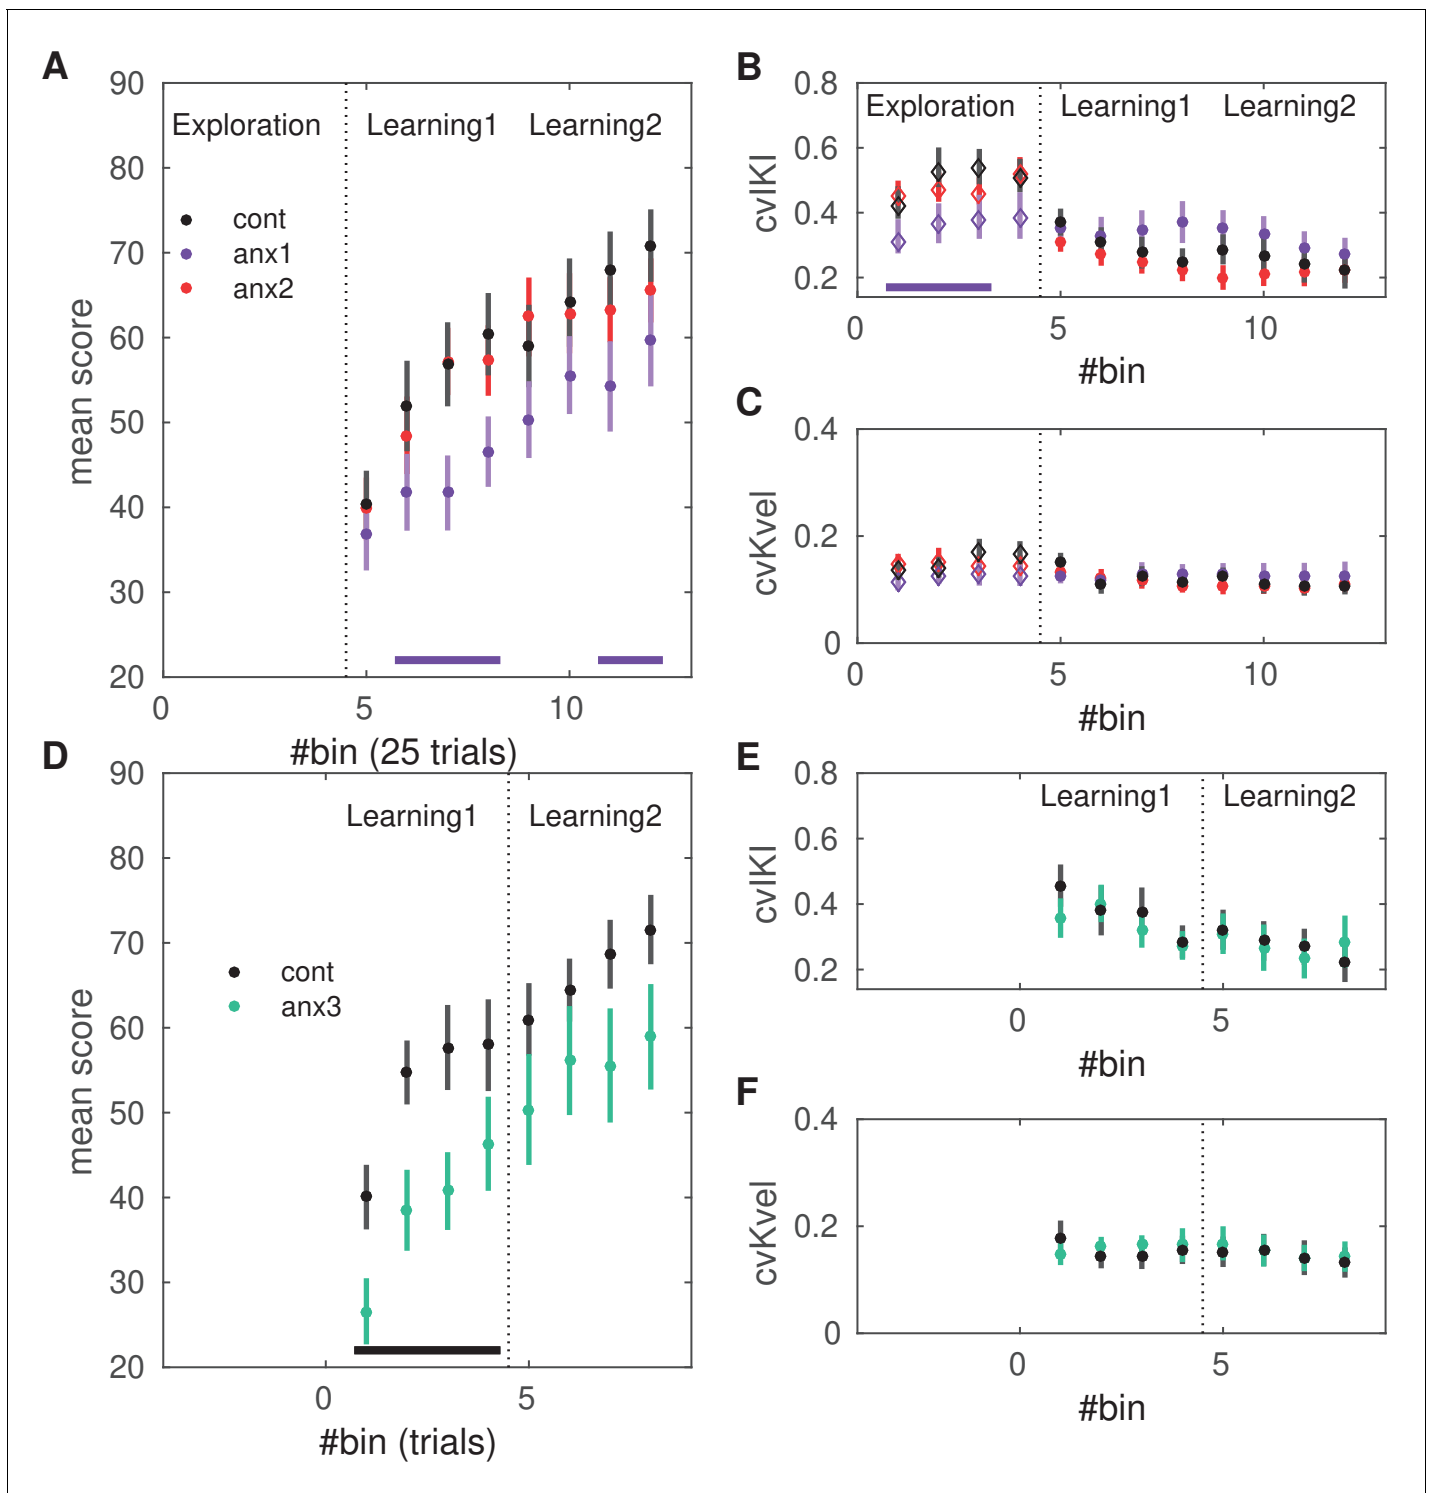 A
90
80
70
60
50
40
30
20
mean score
Exploration Learning1 Learning2
cont
anx1
anx2
0 5 10
#bin (25 trials)
B
0.8
0.6
0.4
0.2
cvIKI
Exploration Learning1 Learning2
0 5 10
#bin
C
0.4
0.2
0
cvKvel
0 5 10
#bin
D
90
80
70
60
50
40
30
20
mean score
Learning1 Learning2
cont
anx3
0 5
#bin (trials)
E
0.8
0.6
0.4
0.2
cvIKI
Learning1 Learning2
0 5
#bin
F
0.4
0.2
0
cvKvel
0 5
#bin